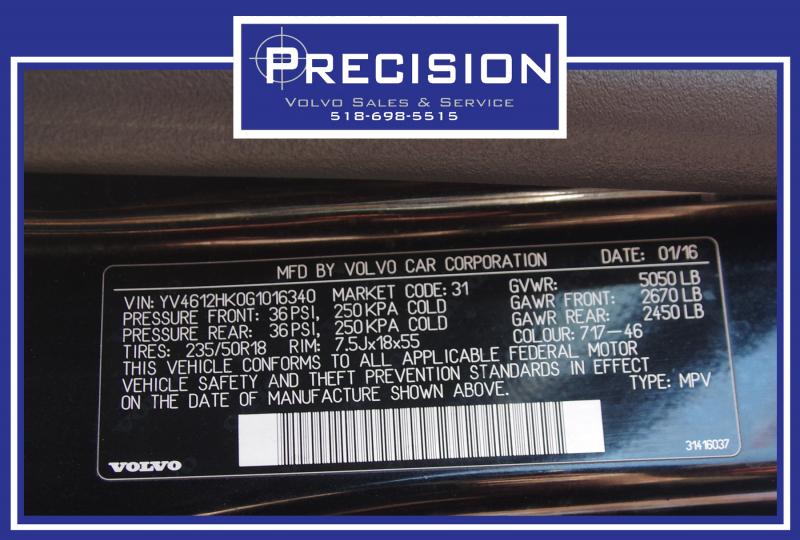 PRECISION
VOLVO SALES & SERVICE
518-698-5515
MFD BY VOLVO CAR CORPORATION DATE: 01/16
VIN: YV4612HK0G1016340 MARKET CODE: 31 GVWR: 5050 LB
PRESSURE FRONT: 36 PSI, 250 KPA COLD GAWR FRONT: 2670 LB
PRESSURE REAR: 36 PSI, 250 KPA COLD GAWR REAR: 2450 LB
TIRES: 235/50R18 RIM: 7.5Jx18x55 COLOUR: 717-46
THIS VEHICLE CONFORMS TO ALL APPLICABLE FEDERAL MOTOR
VEHICLE SAFETY AND THEFT PREVENTION STANDARDS IN EFFECT
ON THE DATE OF MANUFACTURE SHOWN ABOVE. TYPE: MPV
VOLVO 31416037